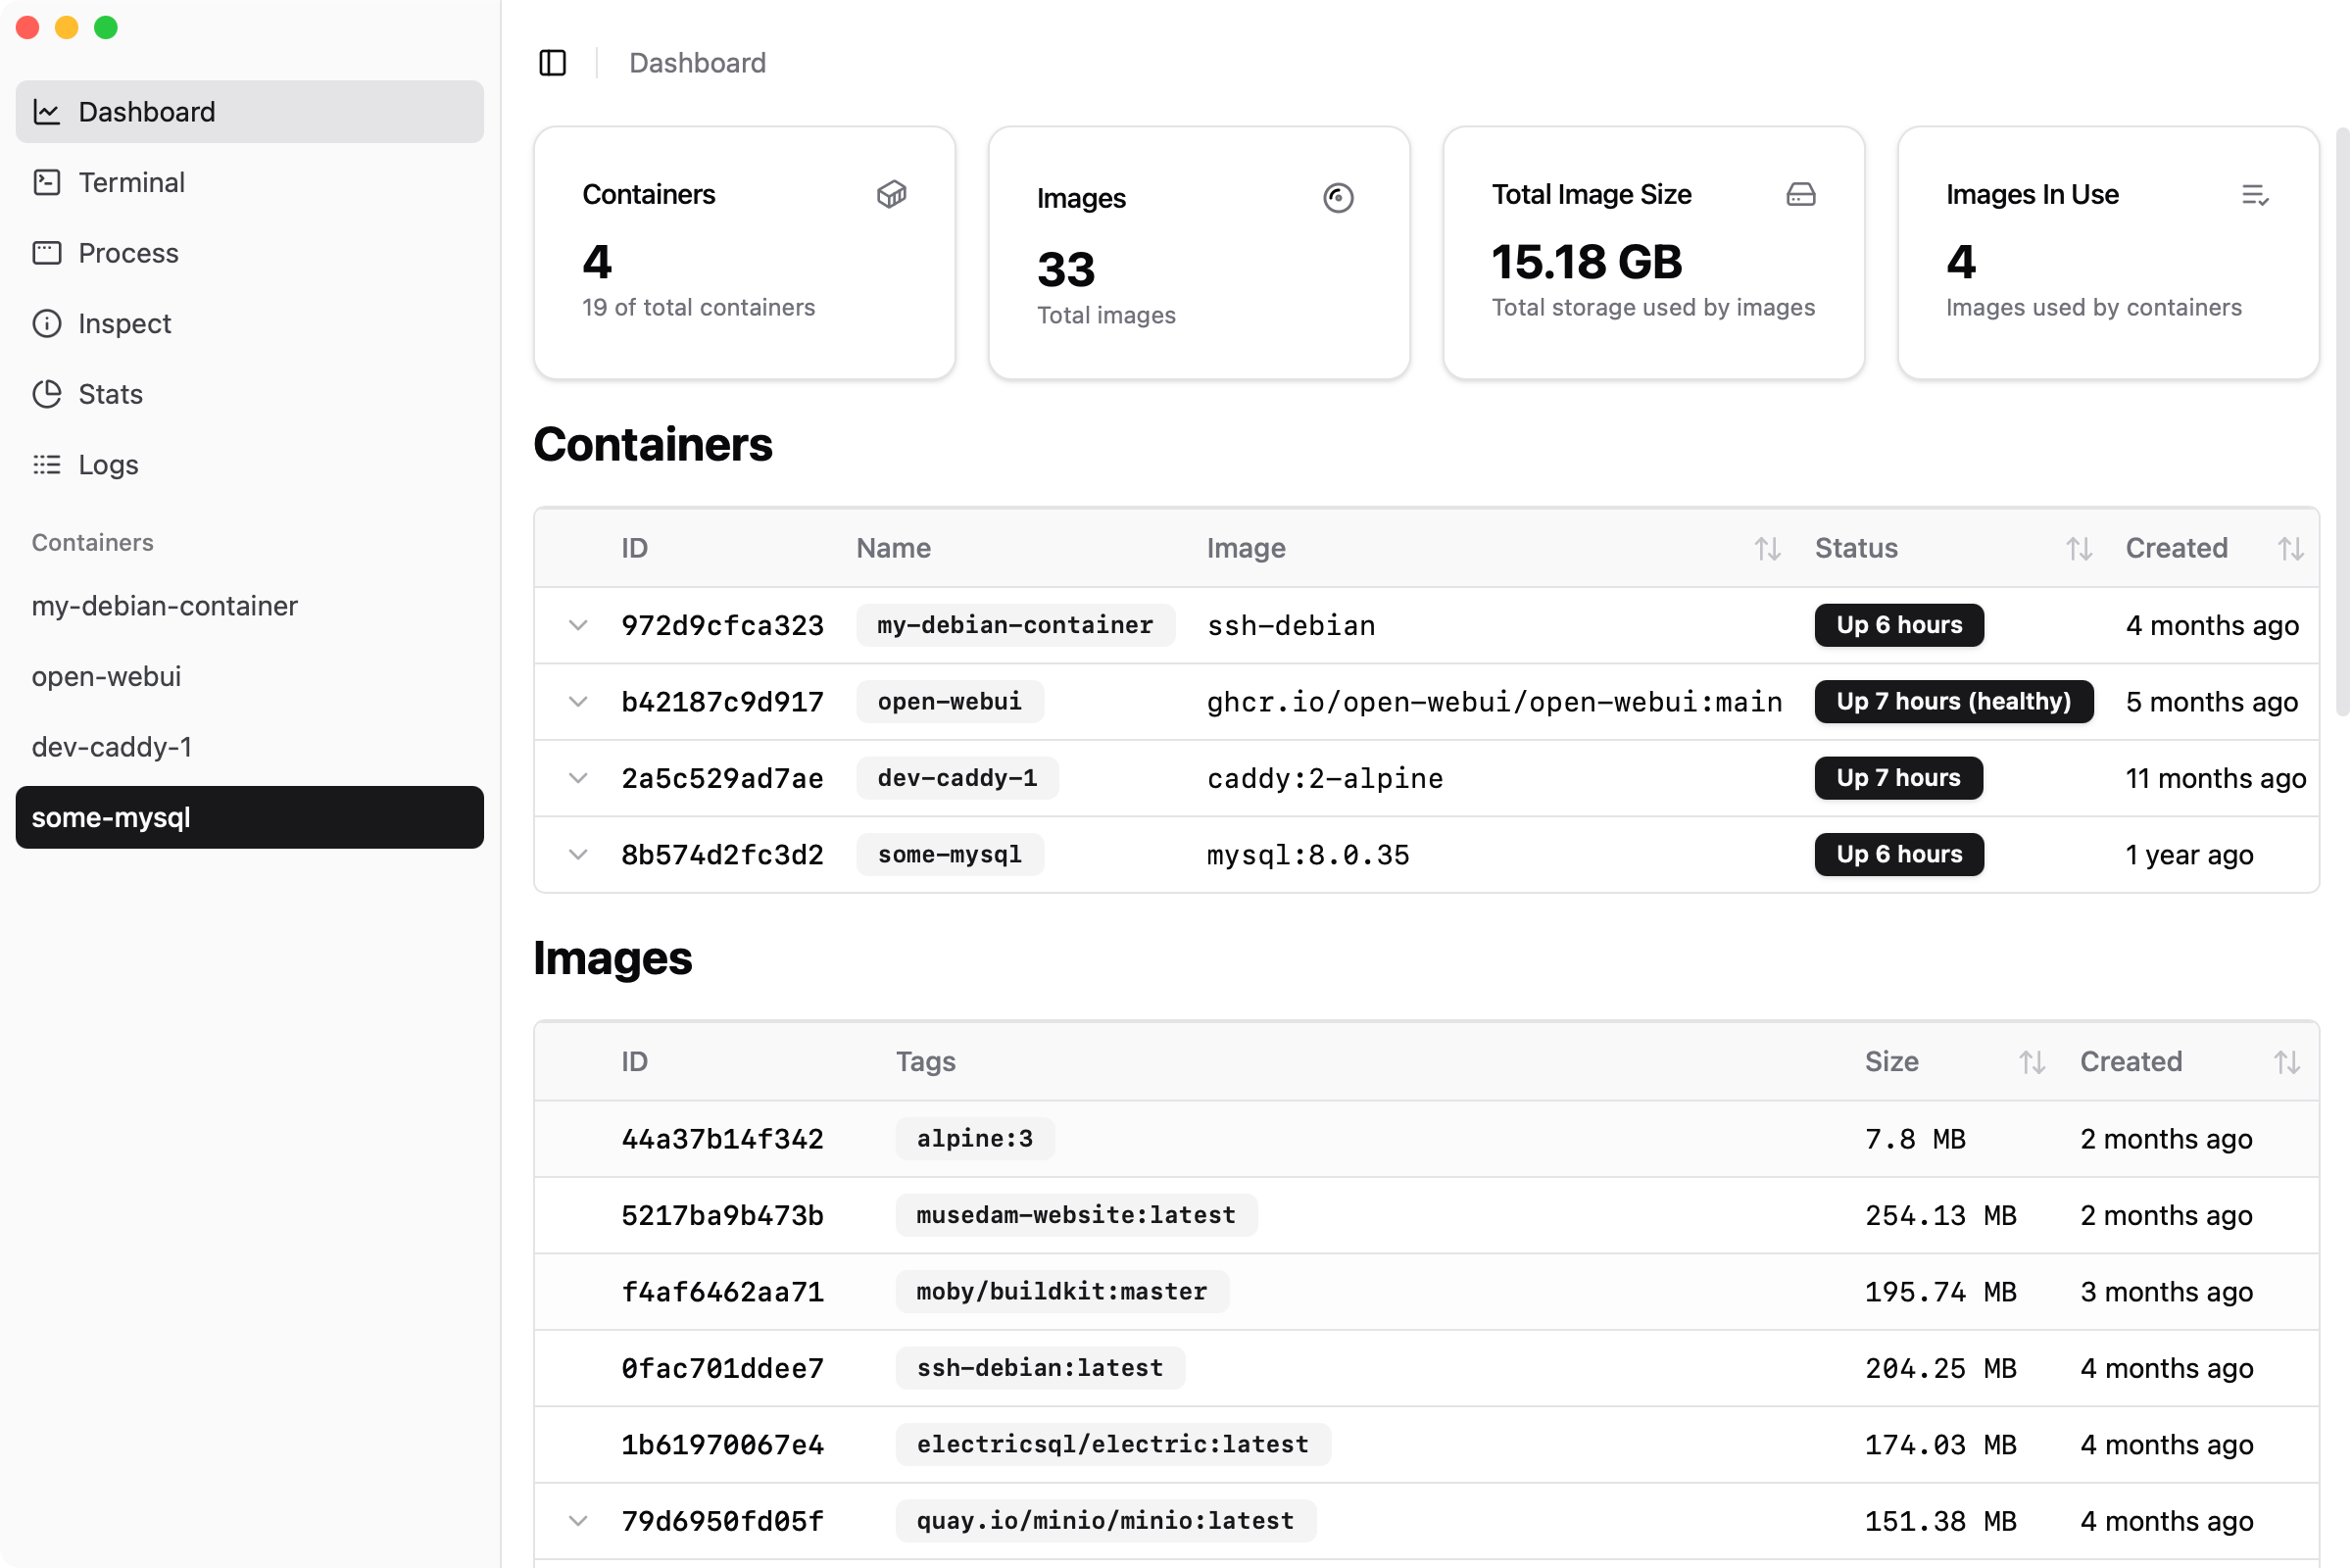 Dashboard
Terminal
Process
Inspect
Stats
Logs
Containers
my-debian-container
open-webui
dev-caddy-1
some-mysql
Dashboard
Containers
4
19 of total containers
Images
33
Total images
Total Image Size
15.18 GB
Total storage used by images
Images In Use
4
Images used by containers
Containers
ID Name Image Status Created
972d9cfca323 my-debian-container ssh-debian Up 6 hours 4 months ago
b42187c9d917 open-webui ghcr.io/open-webui/open-webui:main Up 7 hours (healthy) 5 months ago
2a5c529ad7ae dev-caddy-1 caddy:2-alpine Up 7 hours 11 months ago
8b574d2fc3d2 some-mysql mysql:8.0.35 Up 6 hours 1 year ago
Images
ID Tags Size Created
44a37b14f342 alpine:3 7.8 MB 2 months ago
5217ba9b473b musedam-website:latest 254.13 MB 2 months ago
f4af6462aa71 moby/buildkit:master 195.74 MB 3 months ago
0fac701ddee7 ssh-debian:latest 204.25 MB 4 months ago
1b61970067e4 electricsql/electric:latest 174.03 MB 4 months ago
79d6950fd05f quay.io/minio/minio:latest 151.38 MB 4 months ago